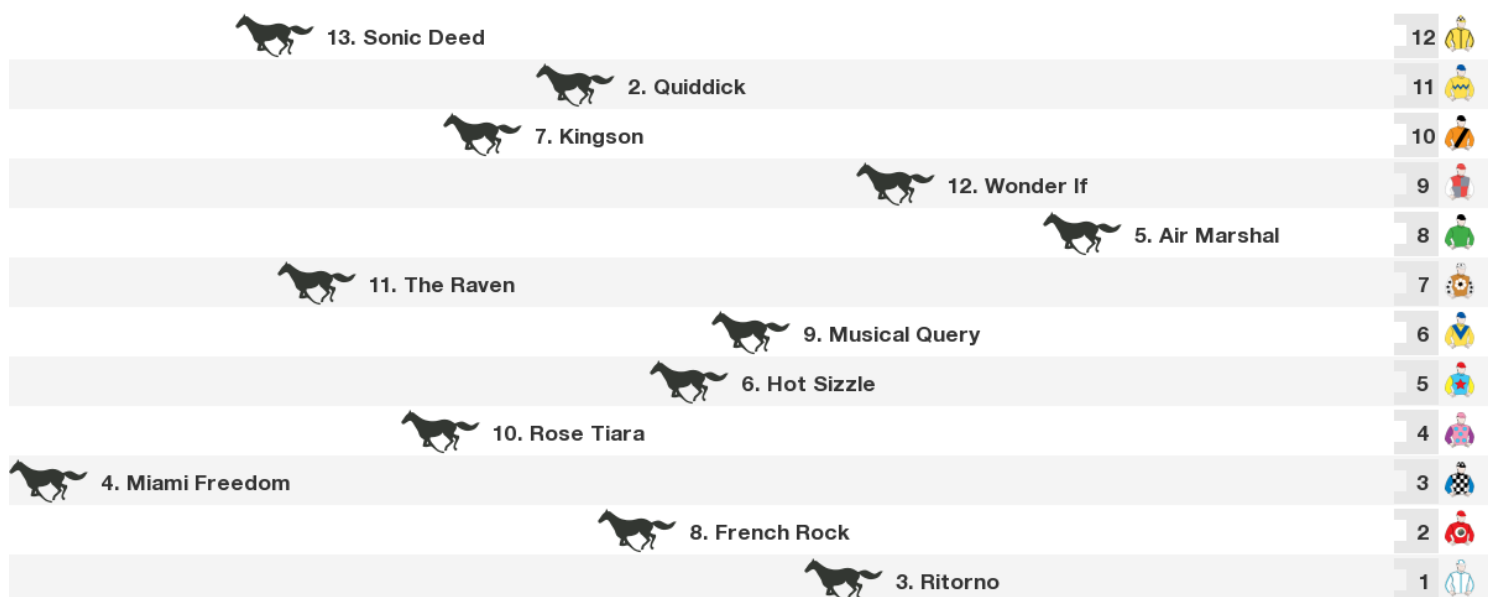 13. Sonic Deed 12
2. Quiddick 11
7. Kingson 10
12. Wonder If 9
5. Air Marshal 8
11. The Raven 7
9. Musical Query 6
6. Hot Sizzle 5
10. Rose Tiara 4
4. Miami Freedom 3
8. French Rock 2
3. Ritorno 1